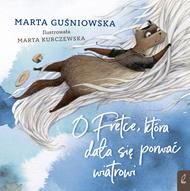 MARTA GUŚNIOWSKA
Ilustrowała
MARTA KURCZEWSKA
O Fretce, która
dała się porwać
wiatrowi